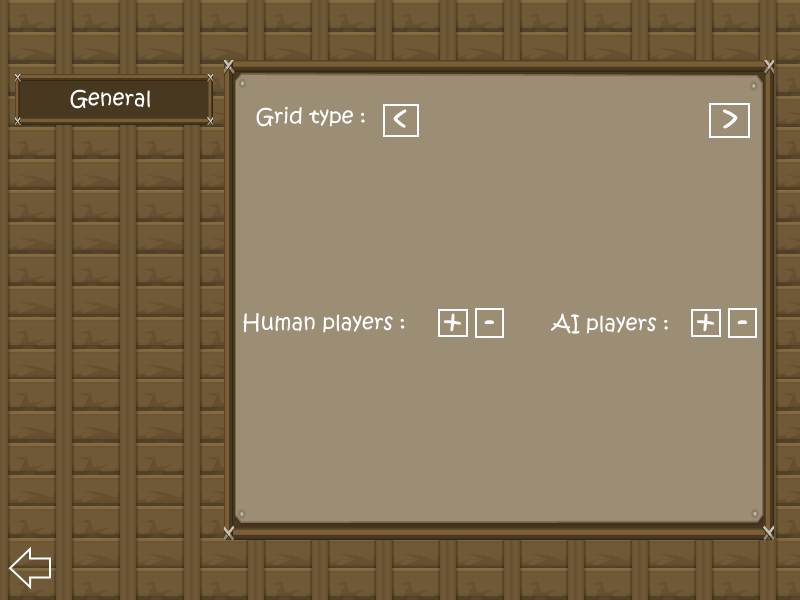 General
Grid type : < >
Human players : + - AI players : + -